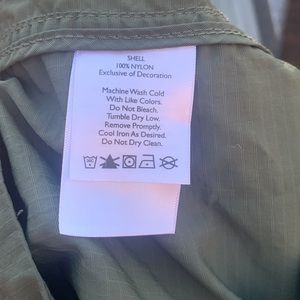 SHELL
100% NYLON
Exclusive of Decoration
Machine Wash Cold
With Like Colors.
Do Not Bleach.
Tumble Dry Low.
Remove Promptly.
Cool Iron As Desired.
Do Not Dry Clean.